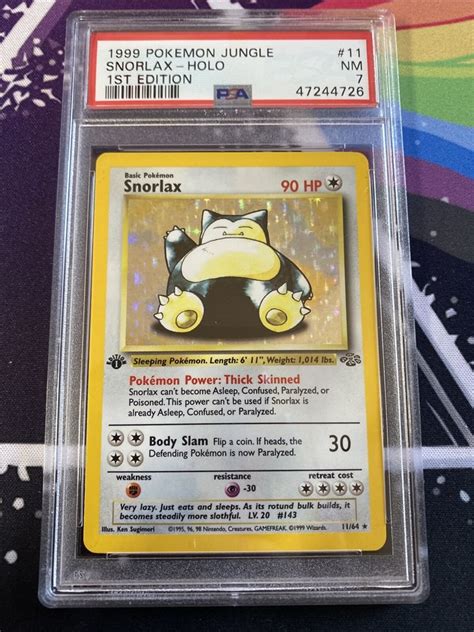 1999 POKEMON JUNGLE #11
SNORLAX-HOLO NM
1ST EDITION PSA 7
47244726
Basic Pokémon
Snorlax 90 HP
EDITION
1
Sleeping Pokémon. Length: 6' 11", Weight: 1,014 lbs.
Pokémon Power: Thick Skinned
Snorlax can't become Asleep, Confused, Paralyzed, or
Poisoned. This power can't be used if Snorlax is
already Asleep, Confused, or Paralyzed.
Body Slam Flip a coin. If heads, the 30
Defending Pokémon is now Paralyzed.
weakness resistance retreat cost
-30
Very lazy. Just eats and sleeps. As its rotund bulk builds, it
becomes steadily more slothful. LV. 20 #143
Illus. Ken Sugimori ©1995, 96, 98 Nintendo, Creatures, GAMEFREAK. ©1999 Wizards. 11/64 ★